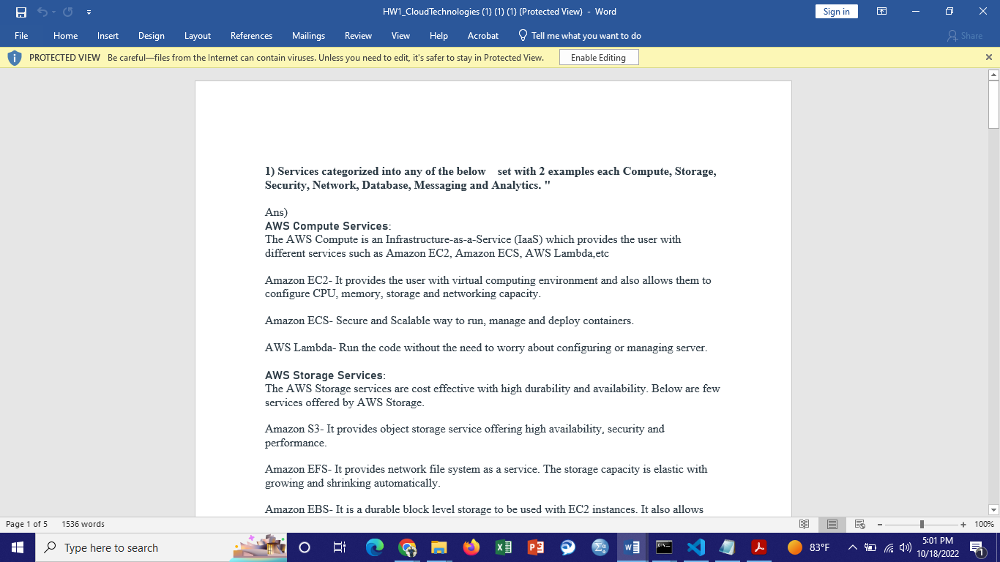 HW1_CloudTechnologies (1) (1) (1) (Protected View) - Word
Sign in
File Home Insert Design Layout References Mailings Review View Help Acrobat Tell me what you want to do Share
PROTECTED VIEW Be careful—files from the Internet can contain viruses. Unless you need to edit, it's safer to stay in Protected View. Enable Editing
1) Services categorized into any of the below set with 2 examples each Compute, Storage,
Security, Network, Database, Messaging and Analytics. "
Ans)
AWS Compute Services:
The AWS Compute is an Infrastructure-as-a-Service (IaaS) which provides the user with
different services such as Amazon EC2, Amazon ECS, AWS Lambda,etc
Amazon EC2- It provides the user with virtual computing environment and also allows them to
configure CPU, memory, storage and networking capacity.
Amazon ECS- Secure and Scalable way to run, manage and deploy containers.
AWS Lambda- Run the code without the need to worry about configuring or managing server.
AWS Storage Services:
The AWS Storage services are cost effective with high durability and availability. Below are few
services offered by AWS Storage.
Amazon S3- It provides object storage service offering high availability, security and
performance.
Amazon EFS- It provides network file system as a service. The storage capacity is elastic with
growing and shrinking automatically.
Amazon EBS- It is a durable block level storage to be used with EC2 instances. It also allows
Page 1 of 5 1536 words 100%
Type here to search
83°F
5:01 PM
10/18/2022
1